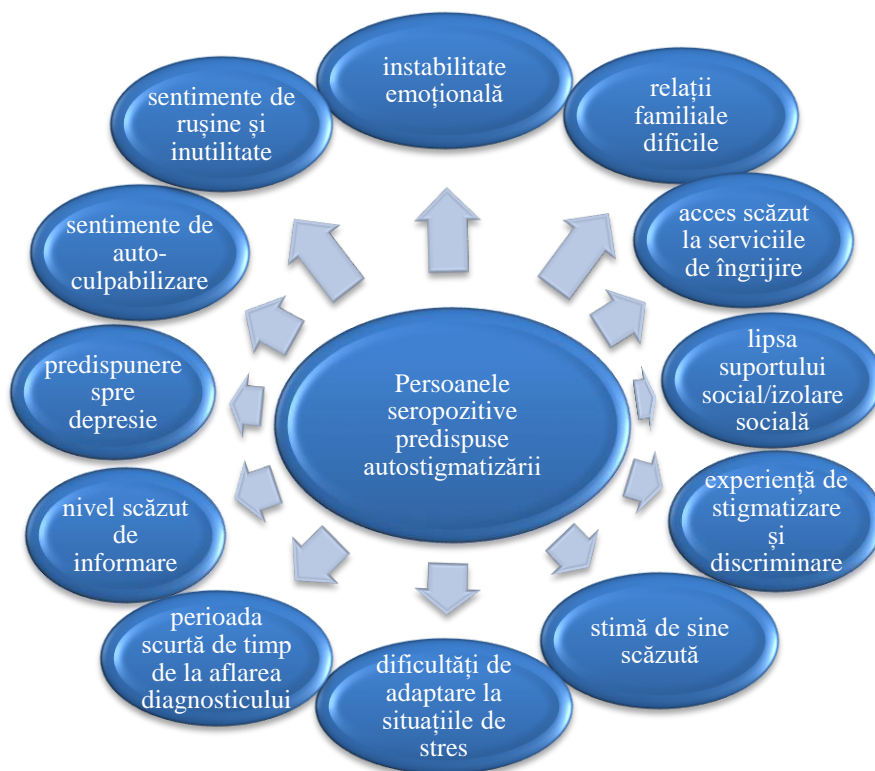 instabilitate
emoțională
relații
familiale
dificile
acces scăzut
la serviciile
de îngrijire
lipsa
suportului
social/izolare
socială
experiență de
stigmatizare
și
discriminare
stimă de sine
scăzută
dificultăți de
adaptare la
situațiile de
stres
perioada
scurtă de timp
de la aflarea
diagnosticului
nivel scăzut
de
informare
predispunere
spre
depresie
sentimente de
auto-
culpabilizare
sentimente de
rușine și
inutilitate
Persoanele
seropozitive
predispuse
autostigmatizării